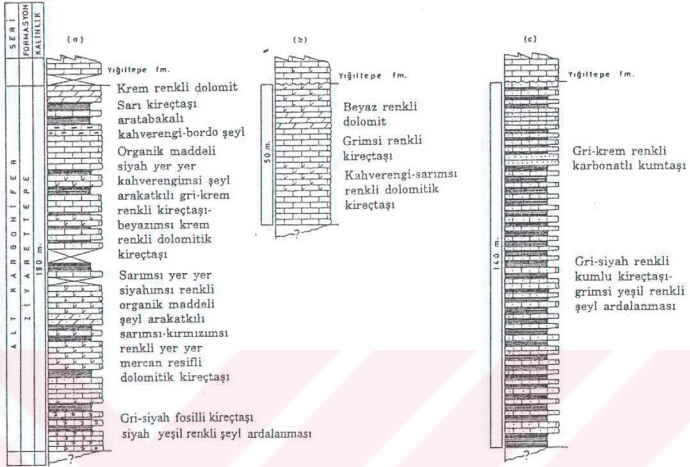 SERİ
FORMASYON
KALINLIK
ALT KARBONİFER
ZİYARETTEPE
190 m.
(a)
Yığıltepe fm.
Krem renkli dolomit
Sarı kireçtaşı
aratabakalı
kahverengi-bordo şeyl
Organik maddeli
siyah yer yer
kahverengimsi şeyl
arakatkılı gri-krem
renkli kireçtaşı-
beyazımsı krem
renkli dolomitik
kireçtaşı
Sarımsı yer yer
siyahımsı renkli
organik maddeli
şeyl arakatkılı
sarımsı-kırmızımsı
renkli yer yer
mercan resifli
dolomitik kireçtaşı
Gri-siyah fosilli kireçtaşı
siyah yeşil renkli şeyl ardalanması
?
(b)
Yığıltepe fm.
50 m.
Beyaz renkli
dolomit
Grimsi renkli
kireçtaşı
Kahverengi-sarımsı
renkli dolomitik
kireçtaşı
?
(c)
Yığıltepe fm.
140 m.
Gri-krem renkli
karbonatlı kumtaşı
Gri-siyah renkli
kumlu kireçtaşı-
grimsi yeşil renkli
şeyl ardalanması
?